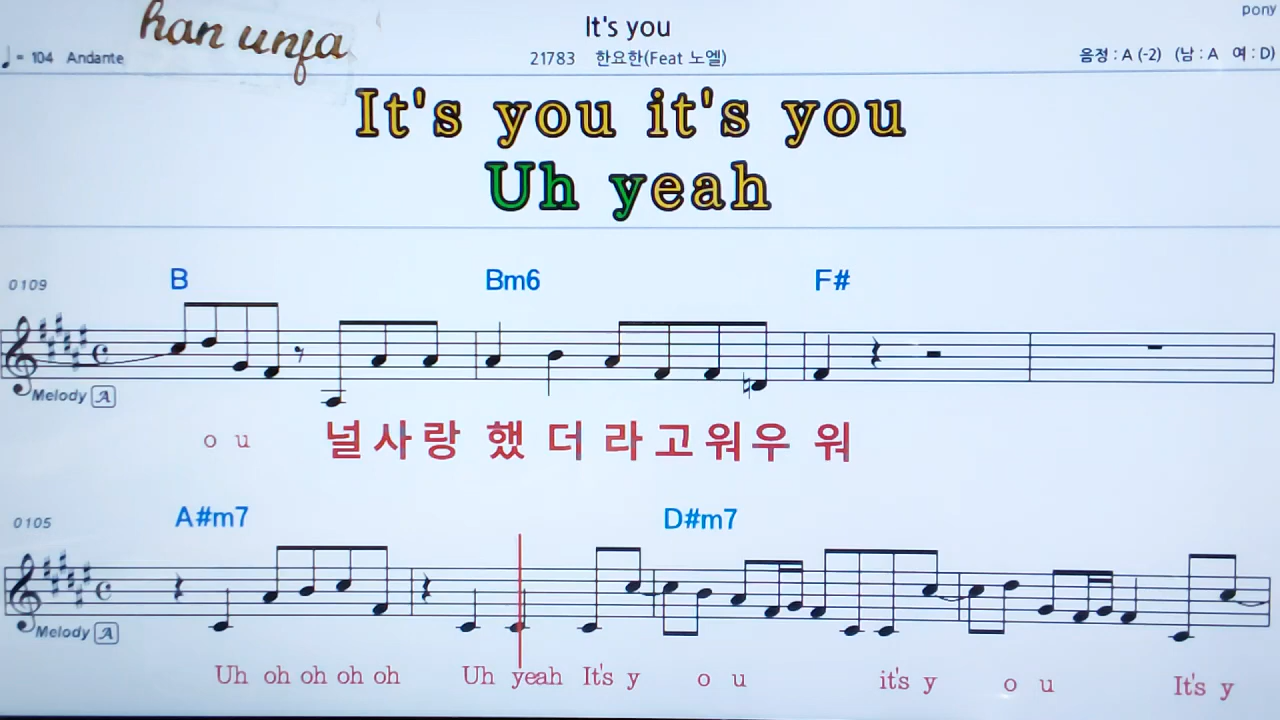 pony
han unfa
It's you
♩= 104 Andante
21783 한요한(Feat 노엘)
음정 : A (-2) (남 : A 여 : D)
It's you it's you
Uh yeah
0109
B Bm6 F#
Melody A
o u 널 사 랑 했 더 라 고 워 우 워
0105
A#m7 D#m7
Melody A
Uh oh oh oh oh Uh yeah It's y o u it's y o u It's y